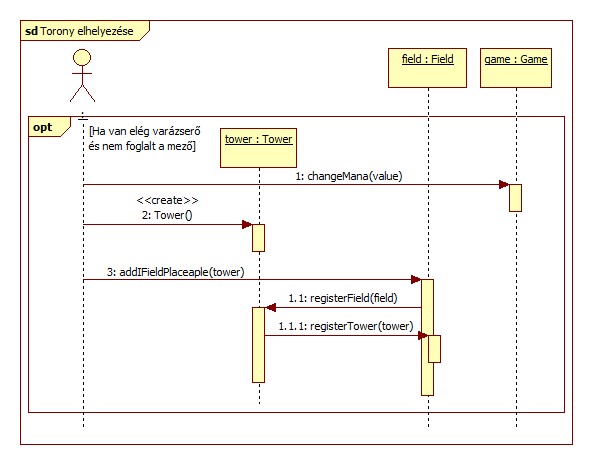 sd Torony elhelyezése
field : Field
game : Game
opt
[Ha van elég varázserő
és nem foglalt a mező]
tower : Tower
1: changeMana(value)
<<create>>
2: Tower()
3: addIFieldPlaceaple(tower)
1.1: registerField(field)
1.1.1: registerTower(tower)